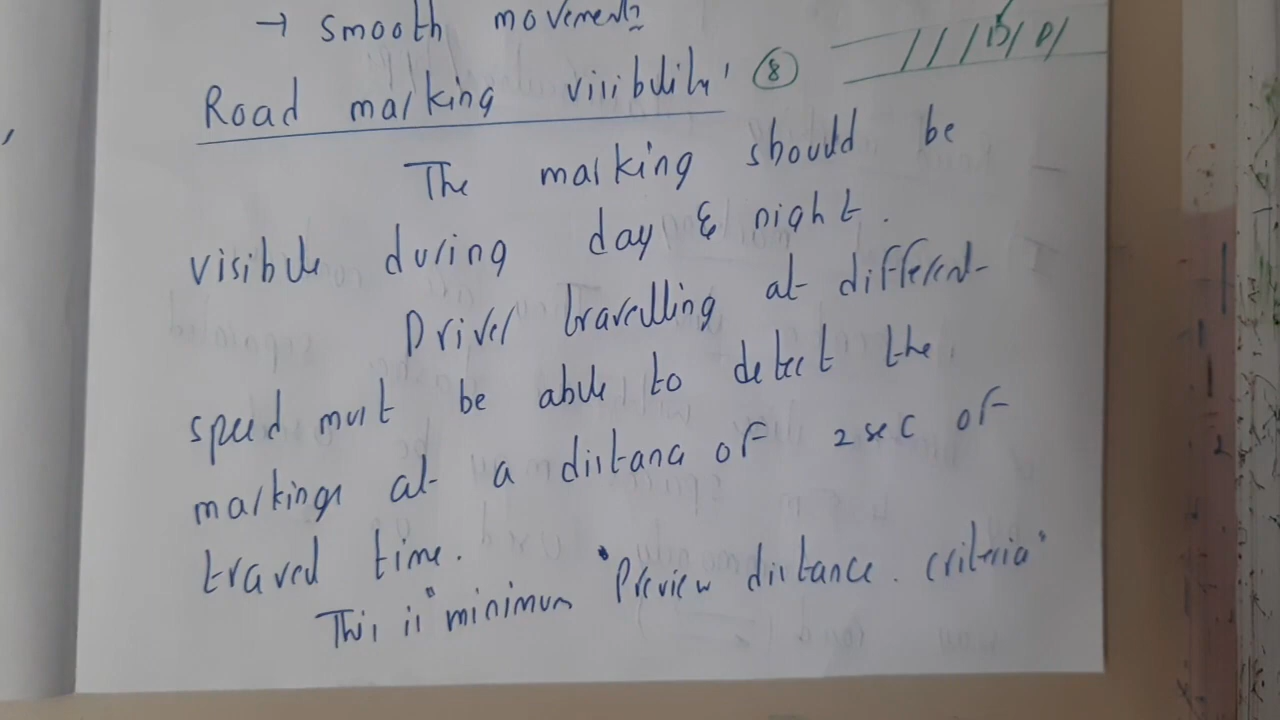 → smooth movement
Road marking visibility' 8
The marking should be
visible during day & night.
Driver travelling at different
speed must be able to detect the
markings at a distance of 2 sec of
travel time.
This is "minimum "Preview distance. criteria"